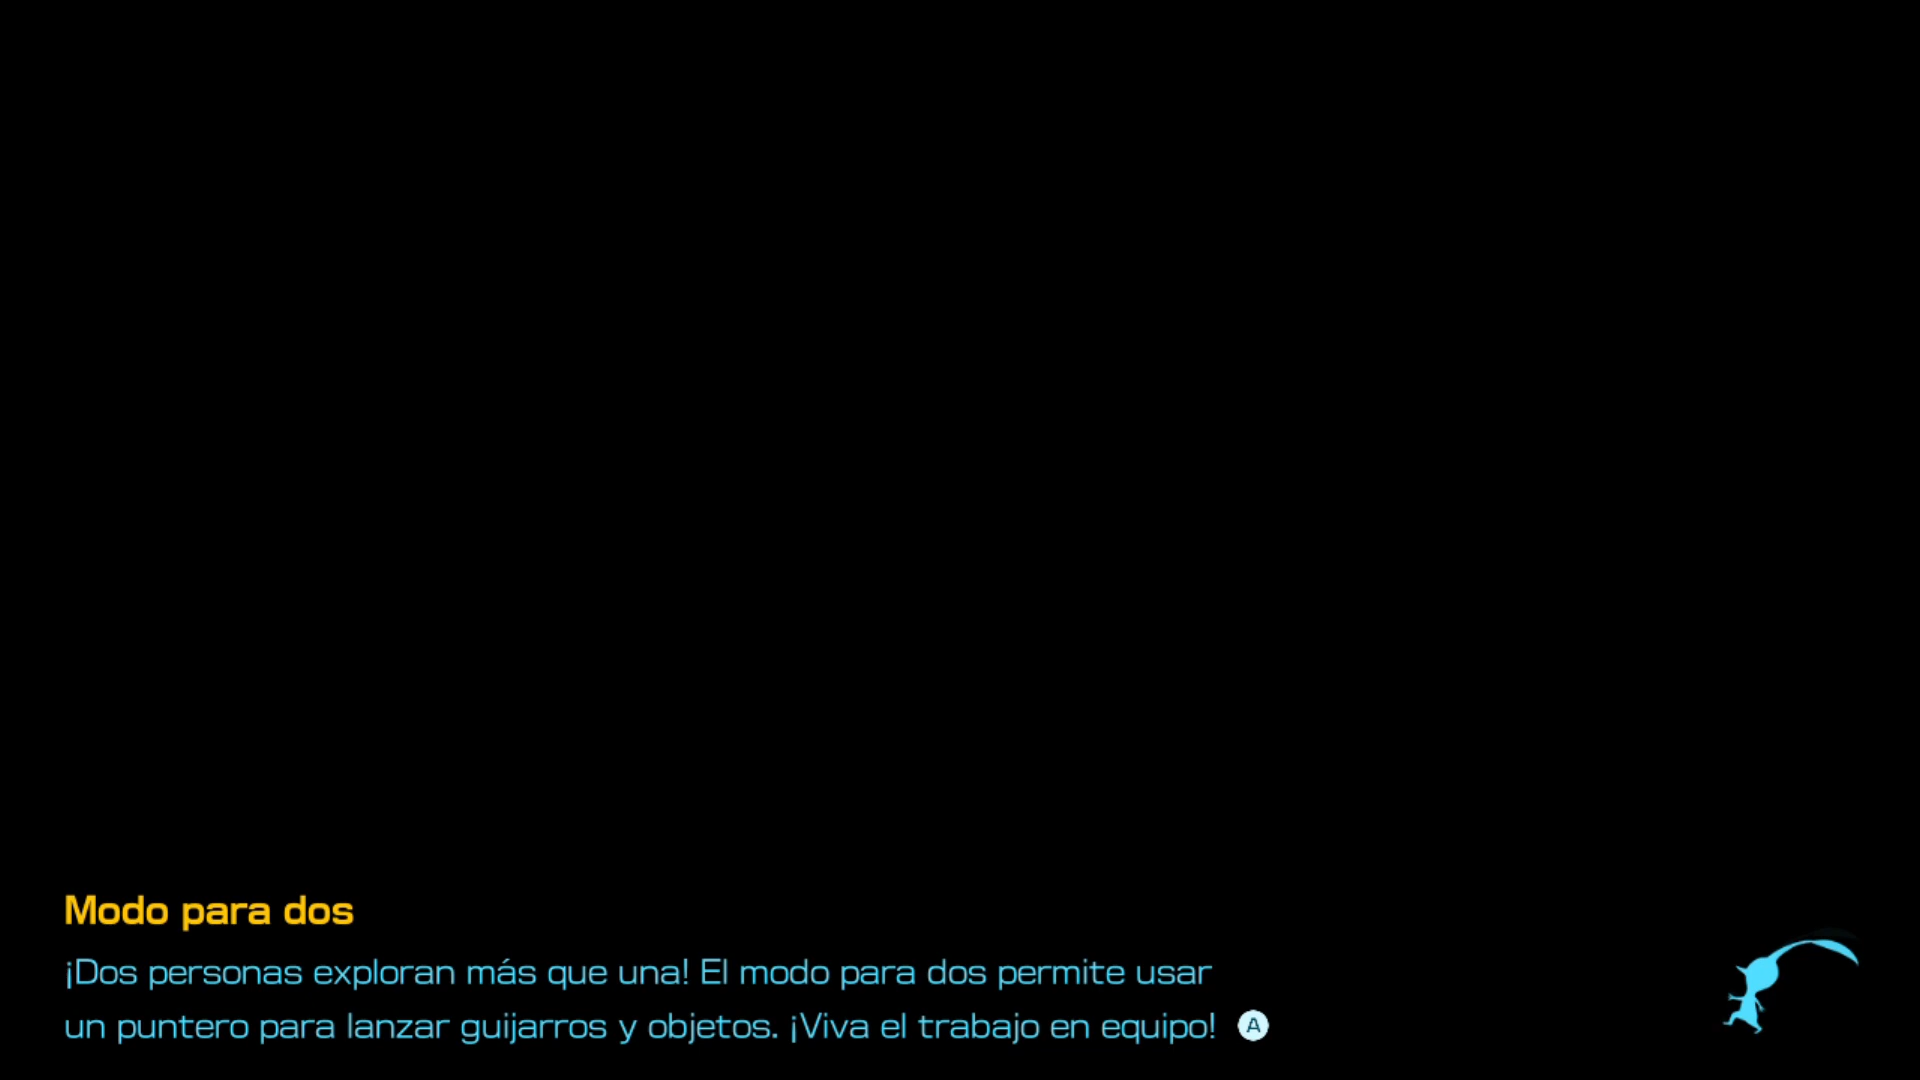 Modo para dos
¡Dos personas exploran más que una! El modo para dos permite usar
un puntero para lanzar guijarros y objetos. ¡Viva el trabajo en equipo! A